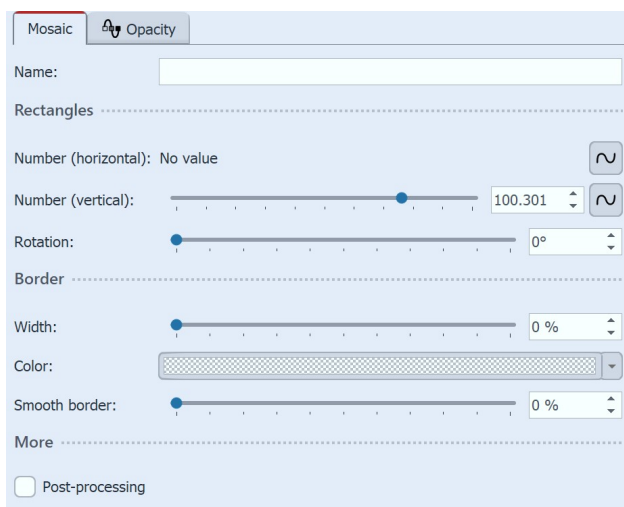 Mosaic Opacity
Name:
Rectangles
Number (horizontal): No value
Number (vertical): 100.301
Rotation: 0°
Border
Width: 0 %
Color:
Smooth border: 0 %
More
Post-processing